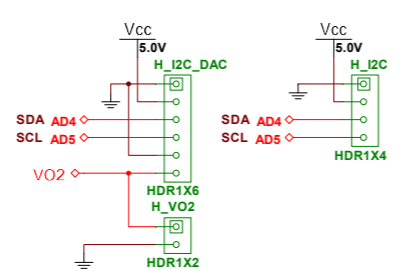 Vcc Vcc
5.0V 5.0V
H_I2C_DAC H_I2C
SDA AD4 SDA AD4
SCL AD5 SCL AD5
HDR1X4
VO2
HDR1X6
H_VO2
HDR1X2